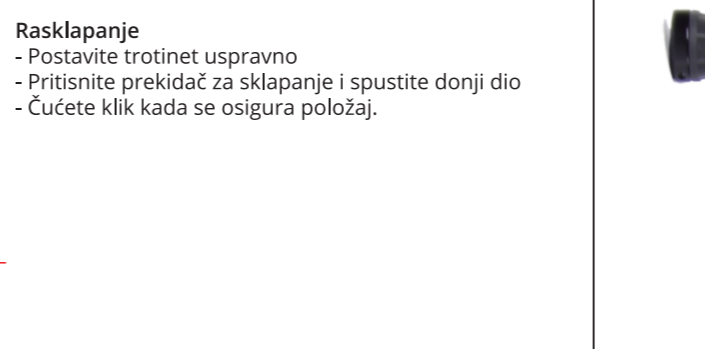 Rasklapanje
- Postavite trotinet uspravno
- Pritisnite prekidač za sklapanje i spustite donji dio
- Čućete klik kada se osigura položaj.